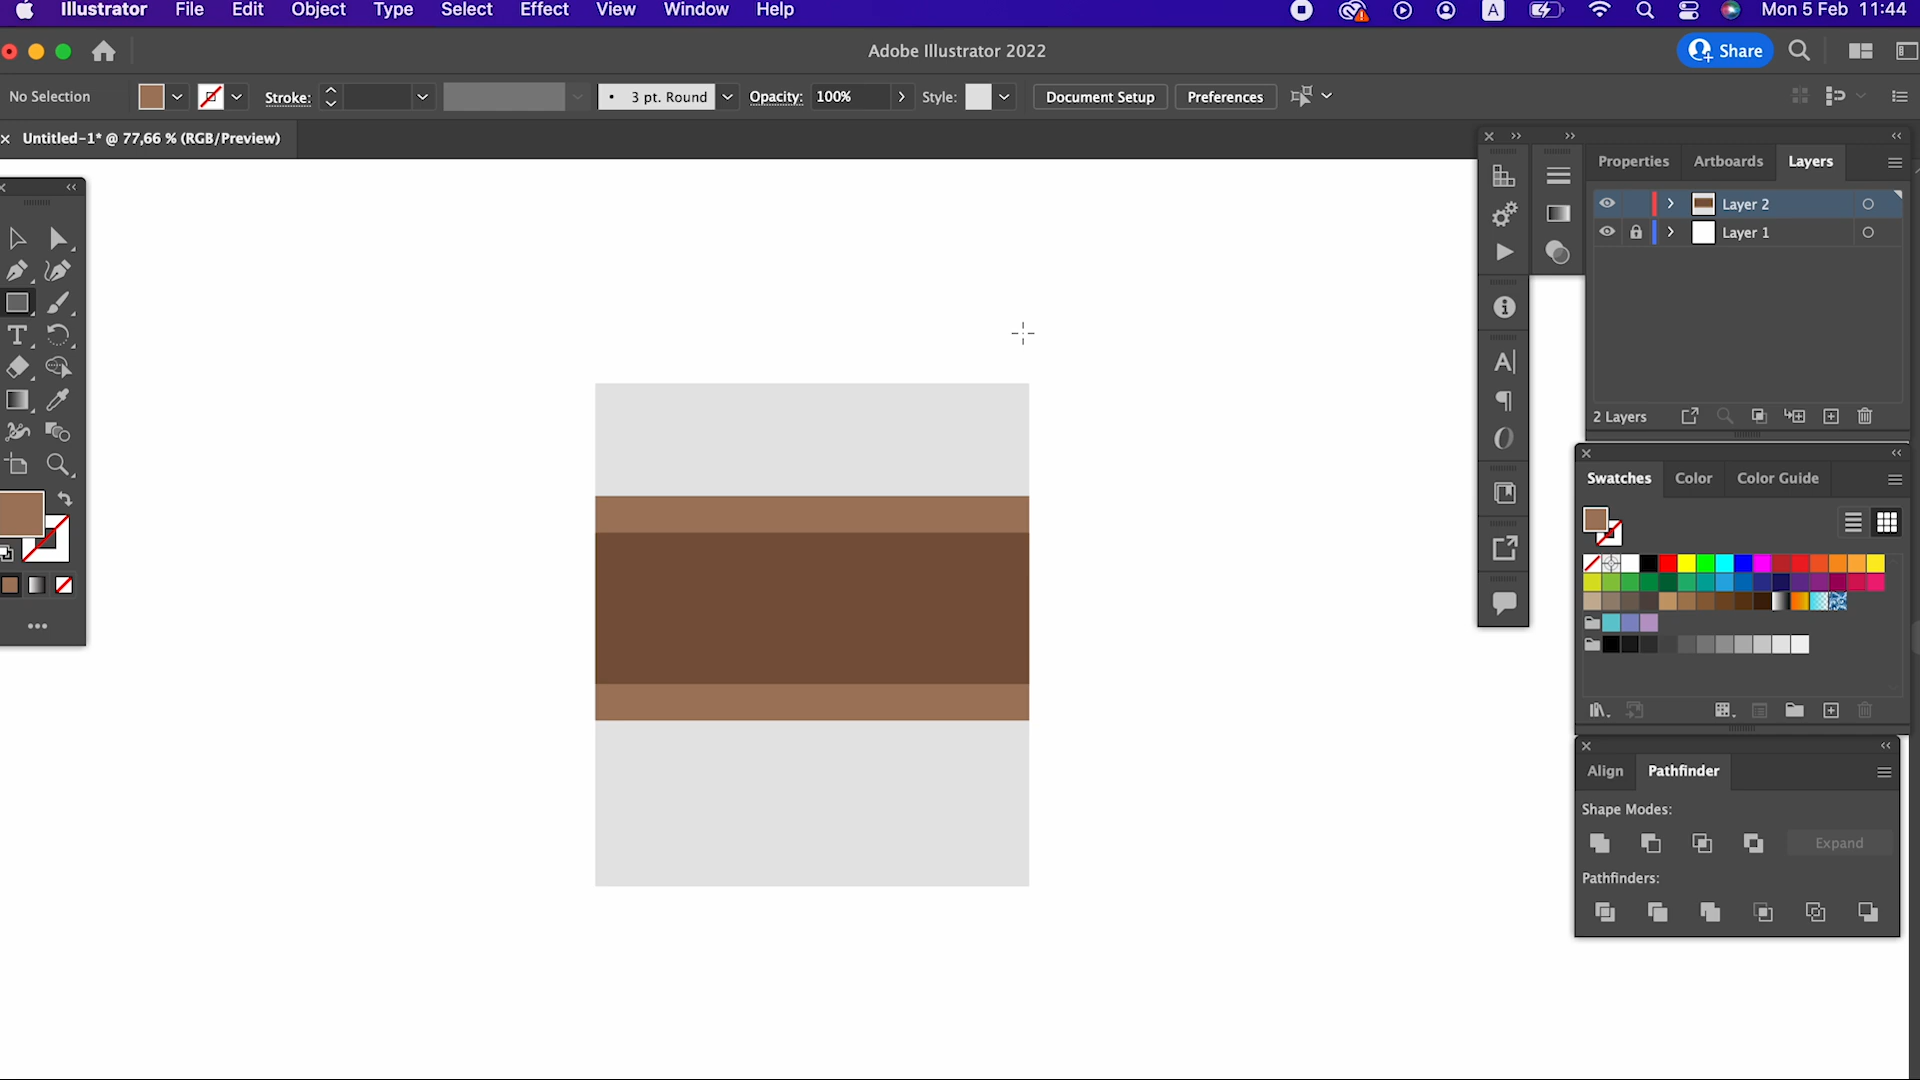 Illustrator File Edit Object Type Select Effect View Window Help A Mon 5 Feb 11:44
Adobe Illustrator 2022
Share
No Selection Stroke: 3 pt. Round Opacity: 100% Style: Document Setup Preferences
Untitled-1* @ 77,66 % (RGB/Preview)
Properties Artboards Layers
Layer 2
Layer 1
2 Layers
Swatches Color Color Guide
Align Pathfinder
Shape Modes:
Expand
Pathfinders: